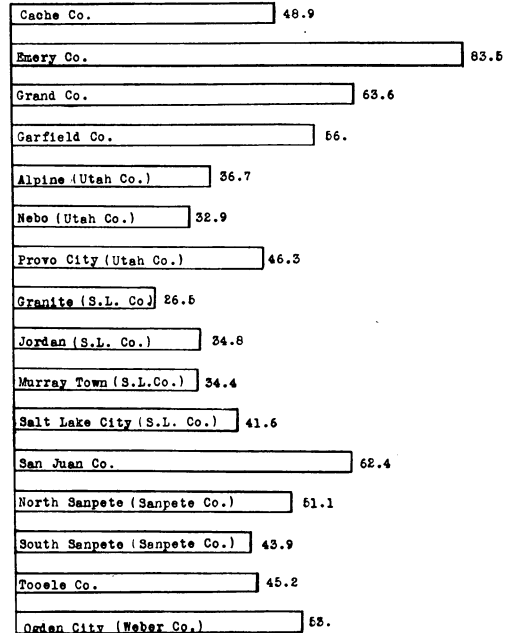 Cache Co. 48.9
Emery Co. 83.5
Grand Co. 63.6
Garfield Co. 56.
Alpine (Utah Co.) 36.7
Nebo (Utah Co.) 32.9
Provo City (Utah Co.) 46.3
Granite (S.L. Co.) 26.5
Jordan (S.L. Co.) 34.8
Murray Town (S.L.Co.) 34.4
Salt Lake City (S.L. Co.) 41.6
San Juan Co. 62.4
North Sanpete (Sanpete Co.) 51.1
South Sanpete (Sanpete Co.) 43.9
Tooele Co. 45.2
Ogden City (Weber Co.) 53.